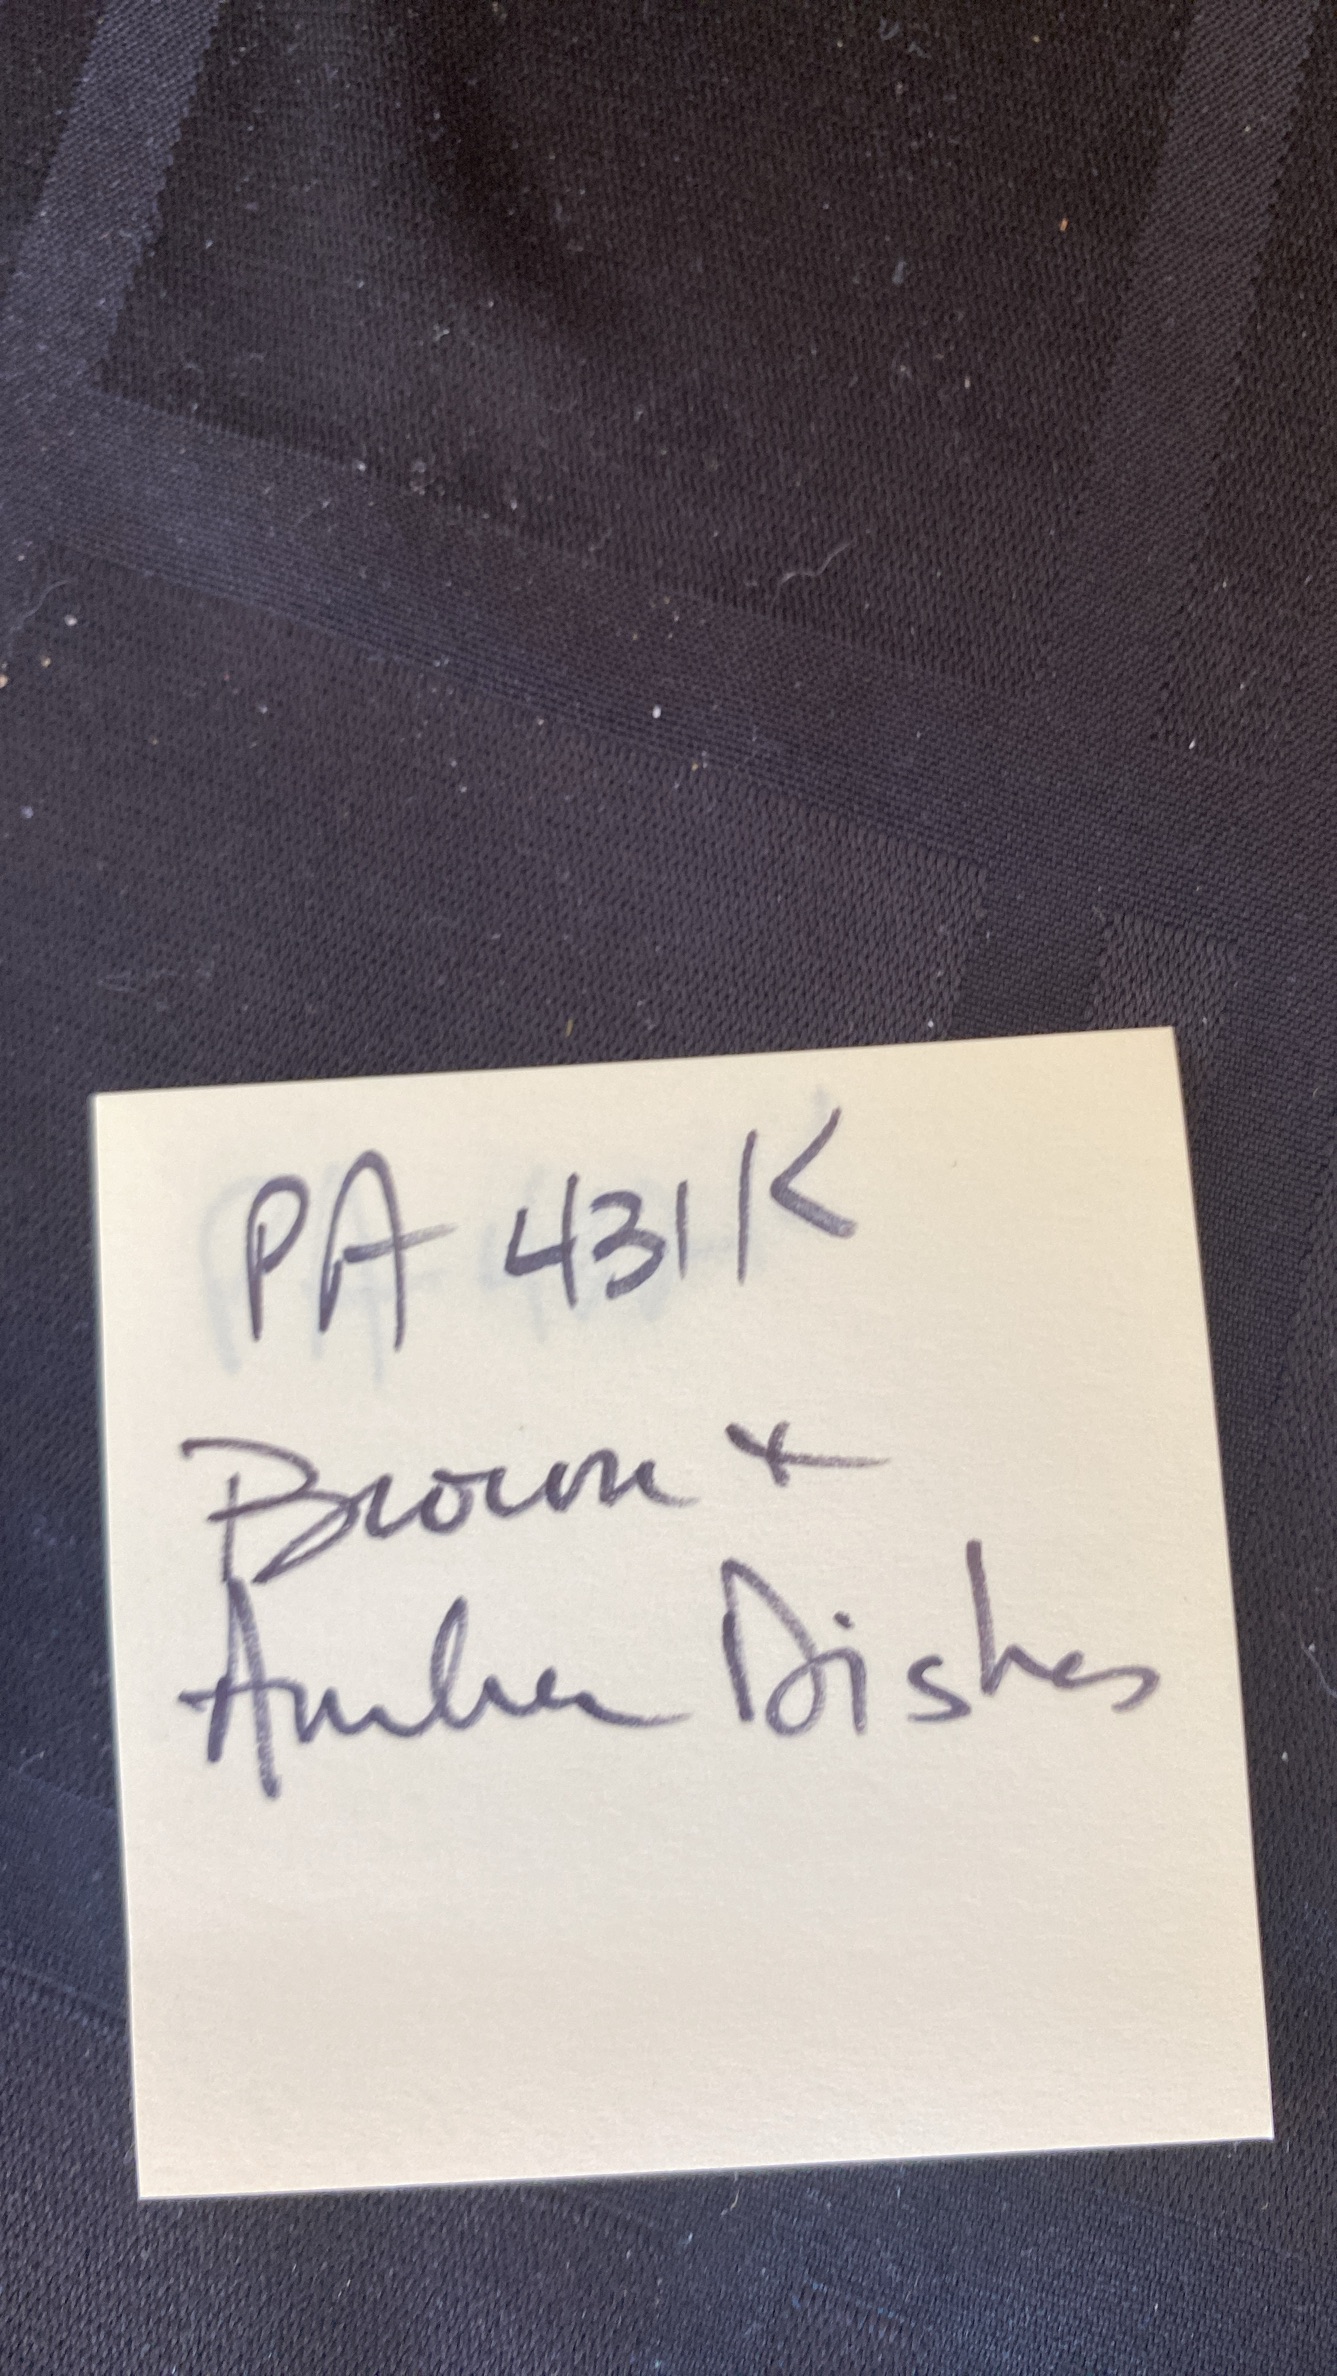 PA 431K
Brown +
Amber Dishes